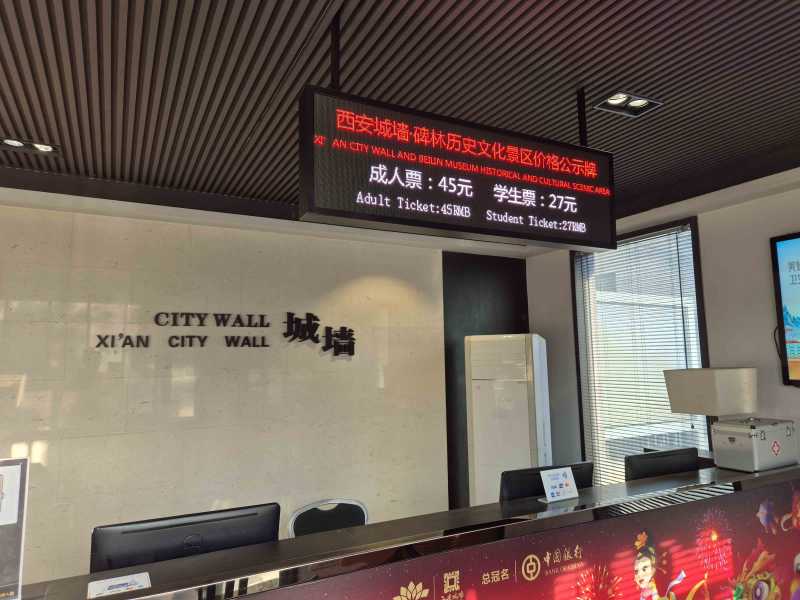 西安城墙·碑林历史文化景区价格公示牌
XI' AN CITY WALL AND BEILIN MUSEUM HISTORICAL AND CULTURAL SCENIC AREA
成人票：45元 学生票：27元
Adult Ticket:45RMB Student Ticket:27RMB
CITY WALL
XI'AN CITY WALL
城墙
总冠名
中国银行
BANK OF CHINA